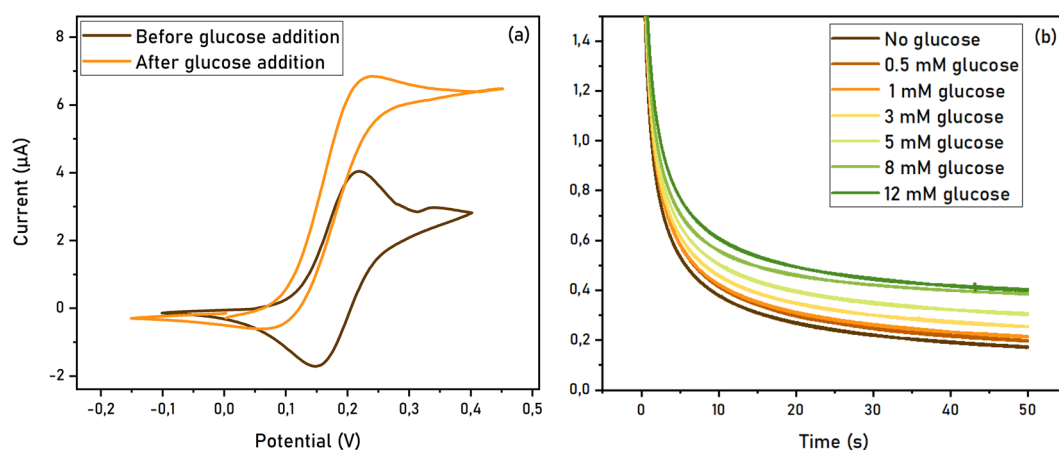 (a)
Before glucose addition
After glucose addition
8
6
4
2
0
–2
Current (µA)
–0,2
–0,1
0,0
0,1
0,2
0,3
0,4
0,5
Potential (V)
(b)
No glucose
0.5 mM glucose
1 mM glucose
3 mM glucose
5 mM glucose
8 mM glucose
12 mM glucose
1,4
1,2
1,0
0,8
0,6
0,4
0,2
0,0
0
10
20
30
40
50
Time (s)